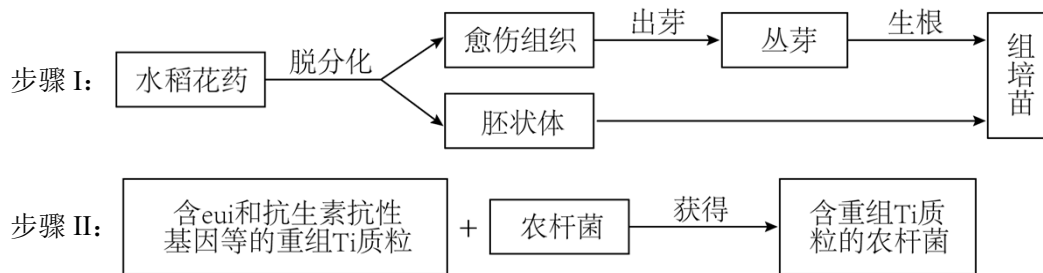 步骤 I：
水稻花药
脱分化
愈伤组织
出芽
丛芽
生根
组培苗
胚状体
步骤 II：
含eui和抗生素抗性
基因等的重组Ti质粒
+
农杆菌
获得
含重组Ti质
粒的农杆菌